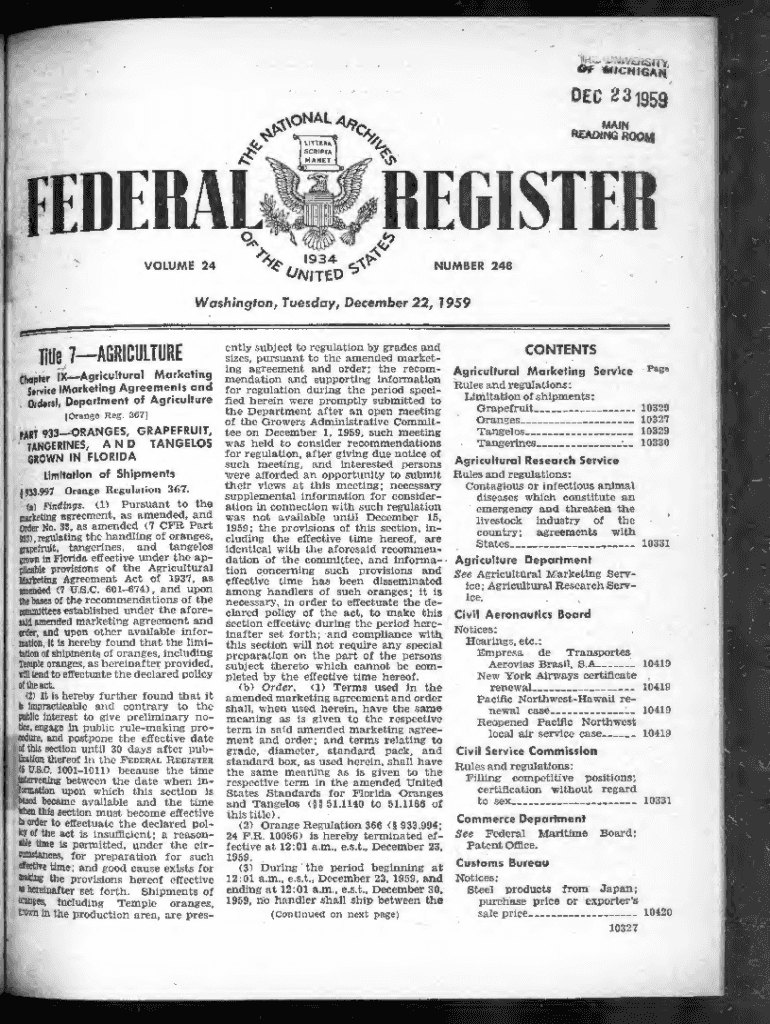 THE UNIVERSITY
OF MICHIGAN
DEC 23 1959
MAIN
READING ROOM
THE NATIONAL ARCHIVES
LITTERA
SCRIPTA
MANET
FEDERAL REGISTER
1934
OF THE UNITED STATES
VOLUME 24
NUMBER 248
Washington, Tuesday, December 22, 1959
Title 7—AGRICULTURE
Chapter IX—Agricultural Marketing
Service (Marketing Agreements and
Orders), Department of Agriculture
[Orange Reg. 367]
PART 933—ORANGES, GRAPEFRUIT,
TANGERINES, AND TANGELOS
GROWN IN FLORIDA
Limitation of Shipments
§ 933.997 Orange Regulation 367.
(a) Findings. (1) Pursuant to the
marketing agreement, as amended, and
Order No. 33, as amended (7 CFR Part
933), regulating the handling of oranges,
grapefruit, tangerines, and tangelos
grown in Florida effective under the ap-
plicable provisions of the Agricultural
Marketing Agreement Act of 1937, as
amended (7 U.S.C. 601-674), and upon
the bases of the recommendations of the
committees established under the afore-
said amended marketing agreement and
order, and upon other available infor-
mation, it is hereby found that the limi-
tation of shipments of oranges, including
Temple oranges, as hereinafter provided,
will tend to effectuate the declared policy
of the act.
(2) It is hereby further found that it
is impracticable and contrary to the
public interest to give preliminary no-
tice, engage in public rule-making pro-
cedure, and postpone the effective date
of this section until 30 days after pub-
lication thereof in the FEDERAL REGISTER
(5 U.S.C. 1001-1011) because the time
intervening between the date when in-
formation upon which this section is
based became available and the time
when this section must become effective
in order to effectuate the declared pol-
icy of the act is insufficient; a reason-
able time is permitted, under the cir-
cumstances, for preparation for such
effective time; and good cause exists for
making the provisions hereof effective
as hereinafter set forth. Shipments of
oranges, including Temple oranges,
grown in the production area, are pres-
ently subject to regulation by grades and
sizes, pursuant to the amended market-
ing agreement and order; the recom-
mendation and supporting information
for regulation during the period speci-
fied herein were promptly submitted to
the Department after an open meeting
of the Growers Administrative Commit-
tee on December 1, 1959, such meeting
was held to consider recommendations
for regulation, after giving due notice of
such meeting, and interested persons
were afforded an opportunity to submit
their views at this meeting; necessary
supplemental information for consider-
ation in connection with such regulation
was not available until December 15,
1959; the provisions of this section, in-
cluding the effective time hereof, are
identical with the aforesaid recommen-
dation of the committee, and informa-
tion concerning such provisions and
effective time has been disseminated
among handlers of such oranges; it is
necessary, in order to effectuate the de-
clared policy of the act, to make this
section effective during the period here-
inafter set forth; and compliance with
this section will not require any special
preparation on the part of the persons
subject thereto which cannot be com-
pleted by the effective time hereof.
(b) Order. (1) Terms used in the
amended marketing agreement and order
shall, when used herein, have the same
meaning as is given to the respective
term in said amended marketing agree-
ment and order; and terms relating to
grade, diameter, standard pack, and
standard box, as used herein, shall have
the same meaning as is given to the
respective term in the amended United
States Standards for Florida Oranges
and Tangelos (§§ 51.1140 to 51.1186 of
this title).
(2) Orange Regulation 366 (§ 933.994;
24 F.R. 10056) is hereby terminated ef-
fective at 12:01 a.m., e.s.t., December 23,
1959.
(3) During the period beginning at
12:01 a.m., e.s.t., December 23, 1959, and
ending at 12:01 a.m., e.s.t., December 30,
1959, no handler shall ship between the
(Continued on next page)
CONTENTS
Agricultural Marketing Service Page
Rules and regulations:
Limitation of shipments:
Grapefruit 10329
Oranges 10327
Tangelos 10329
Tangerines 10330
Agricultural Research Service
Rules and regulations:
Contagious or infectious animal
diseases which constitute an
emergency and threaten the
livestock industry of the
country; agreements with
States 10331
Agriculture Department
See Agricultural Marketing Serv-
ice; Agricultural Research Serv-
ice.
Civil Aeronautics Board
Notices:
Hearings, etc.:
Empresa de Transportes
Aerovias Brasil, S.A. 10419
New York Airways certificate
renewal 10419
Pacific Northwest-Hawaii re-
newal case 10419
Reopened Pacific Northwest
local air service case 10419
Civil Service Commission
Rules and regulations:
Filling competitive positions;
certification without regard
to sex 10331
Commerce Department
See Federal Maritime Board;
Patent Office.
Customs Bureau
Notices:
Steel products from Japan;
purchase price or exporter's
sale price 10420
10327